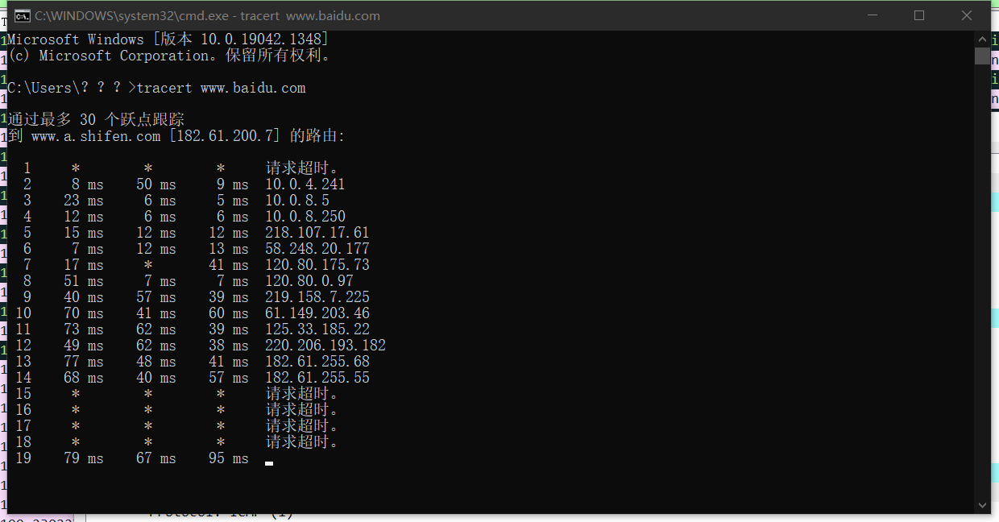 C:\WINDOWS\system32\cmd.exe - tracert www.baidu.com
Microsoft Windows [版本 10.0.19042.1348]
(c) Microsoft Corporation。保留所有权利。
C:\Users\？？？>tracert www.baidu.com
通过最多 30 个跃点跟踪
到 www.a.shifen.com [182.61.200.7] 的路由:
1 * * * 请求超时。
2 8 ms 50 ms 9 ms 10.0.4.241
3 23 ms 6 ms 5 ms 10.0.8.5
4 12 ms 6 ms 6 ms 10.0.8.250
5 15 ms 12 ms 12 ms 218.107.17.61
6 7 ms 12 ms 13 ms 58.248.20.177
7 17 ms * 41 ms 120.80.175.73
8 51 ms 7 ms 7 ms 120.80.0.97
9 40 ms 57 ms 39 ms 219.158.7.225
10 70 ms 41 ms 60 ms 61.149.203.46
11 73 ms 62 ms 39 ms 125.33.185.22
12 49 ms 62 ms 38 ms 220.206.193.182
13 77 ms 48 ms 41 ms 182.61.255.68
14 68 ms 40 ms 57 ms 182.61.255.55
15 * * * 请求超时。
16 * * * 请求超时。
17 * * * 请求超时。
18 * * * 请求超时。
19 79 ms 67 ms 95 ms